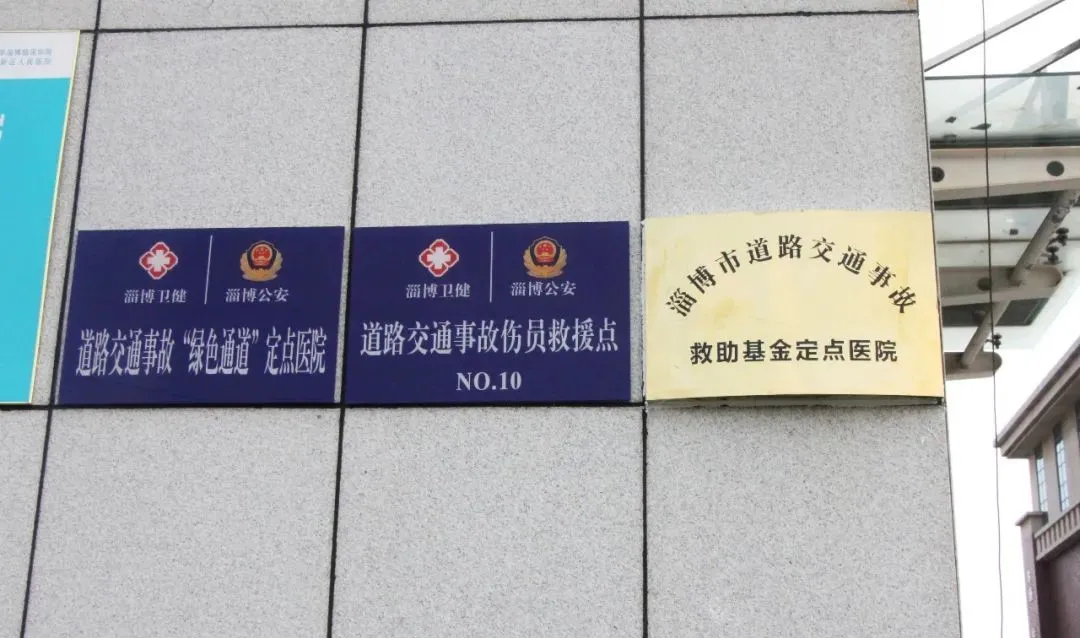 淄博卫健
淄博公安
道路交通事故“绿色通道”定点医院
淄博卫健
淄博公安
道路交通事故伤员救援点
NO.10
淄博市道路交通事故
救助基金定点医院